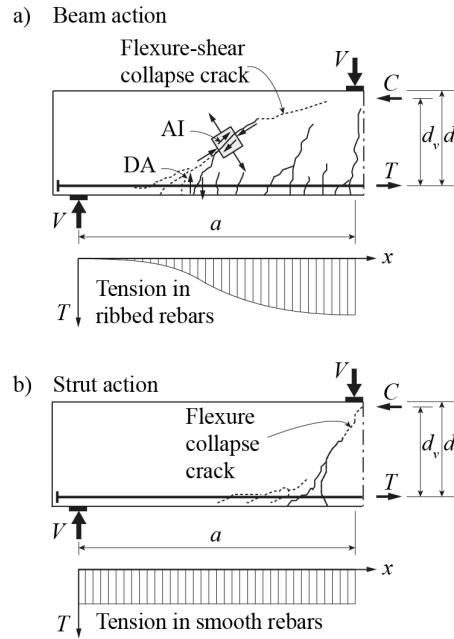 a) Beam action
V
Flexure-shear
collapse crack
C
AI
DA
d_v d
T
V
a
x
Tension in
ribbed rebars
T
b) Strut action
V
C
Flexure
collapse
crack
d_v d
T
V
a
x
T
Tension in smooth rebars